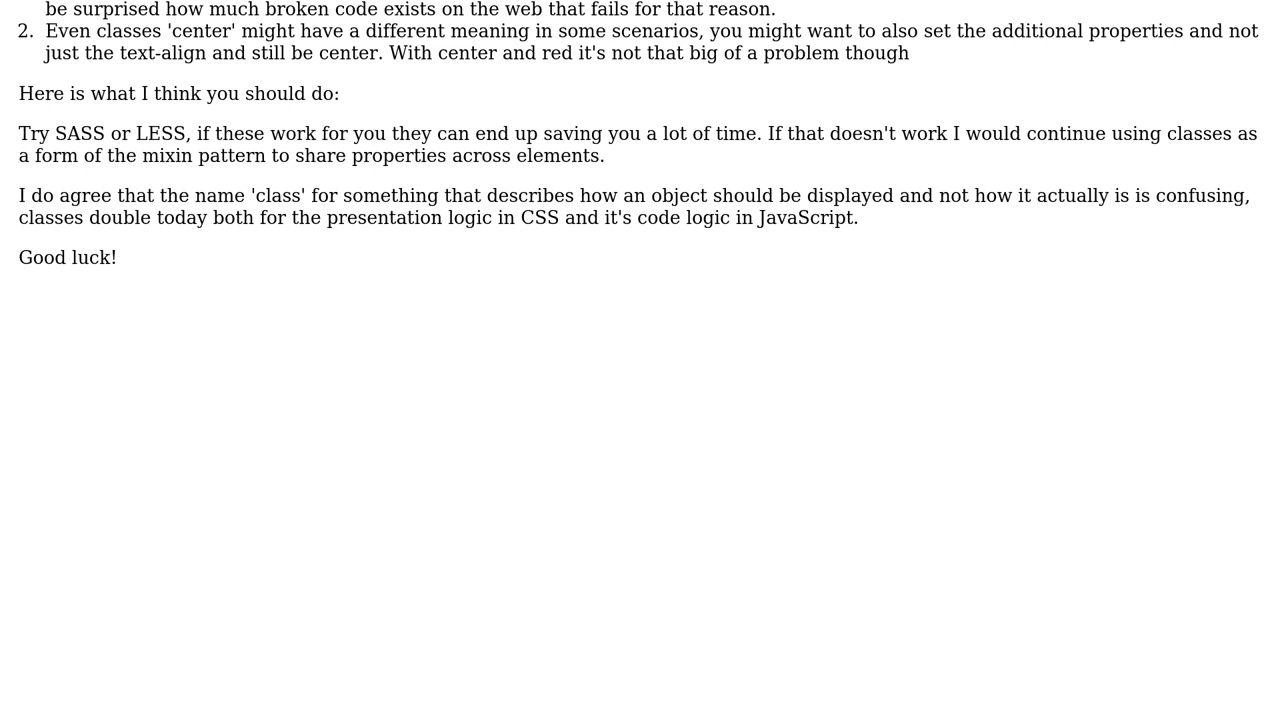 be surprised how much broken code exists on the web that fails for that reason.
2. Even classes 'center' might have a different meaning in some scenarios, you might want to also set the additional properties and not
just the text-align and still be center. With center and red it's not that big of a problem though
Here is what I think you should do:
Try SASS or LESS, if these work for you they can end up saving you a lot of time. If that doesn't work I would continue using classes as
a form of the mixin pattern to share properties across elements.
I do agree that the name 'class' for something that describes how an object should be displayed and not how it actually is is confusing,
classes double today both for the presentation logic in CSS and it's code logic in JavaScript.
Good luck!